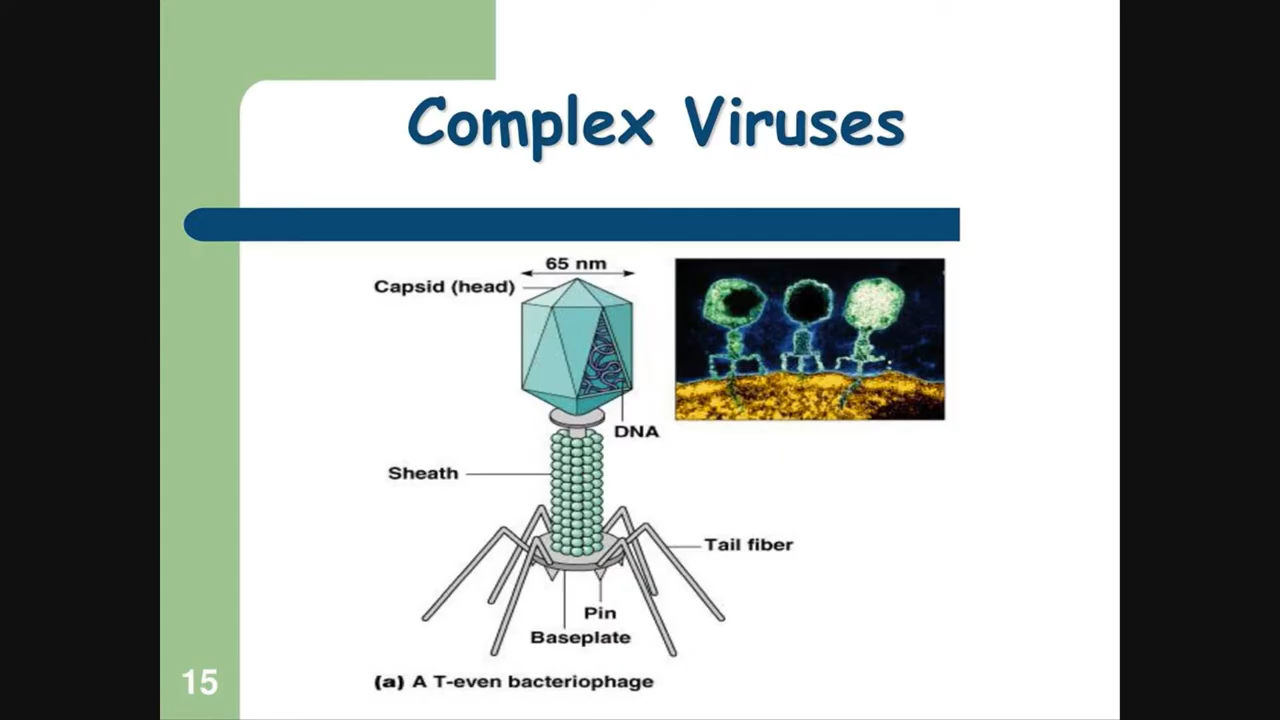 Complex Viruses
65 nm
Capsid (head)
DNA
Sheath
Tail fiber
Pin
Baseplate
(a) A T-even bacteriophage
15